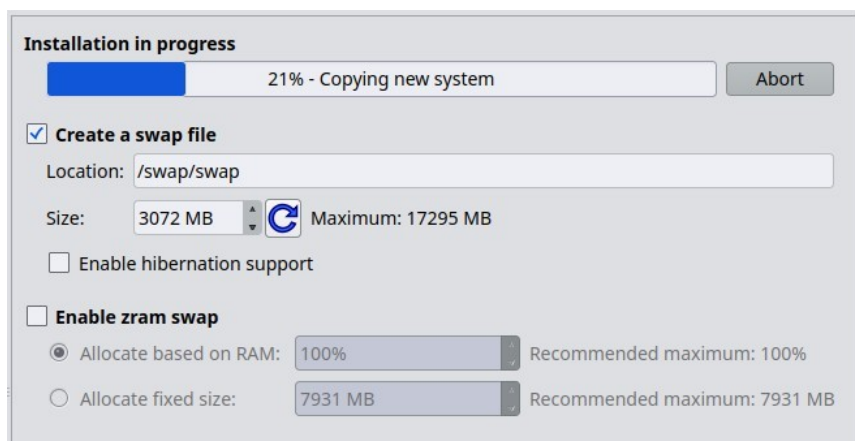 Installation in progress
21% - Copying new system Abort
Create a swap file
Location: /swap/swap
Size: 3072 MB Maximum: 17295 MB
Enable hibernation support
Enable zram swap
Allocate based on RAM: 100% Recommended maximum: 100%
Allocate fixed size: 7931 MB Recommended maximum: 7931 MB